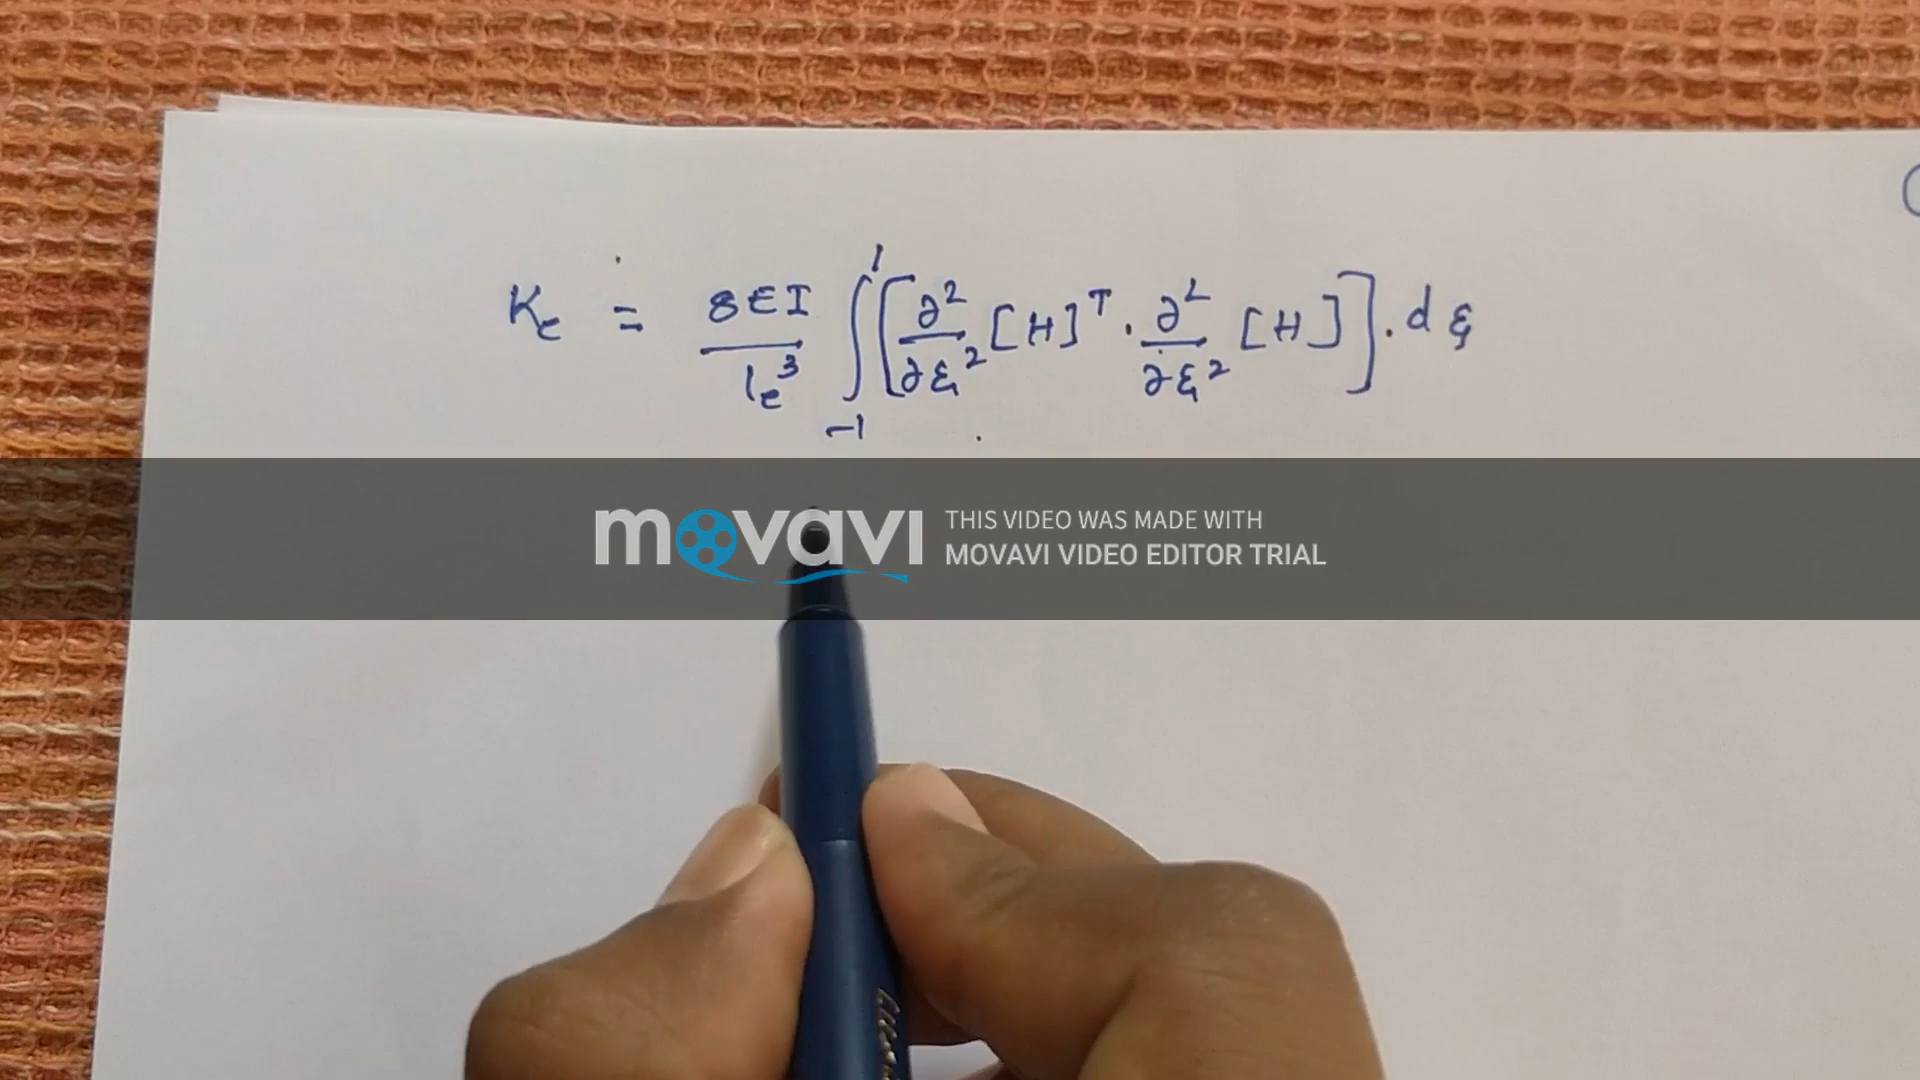 Ke = 8EI/le³ ∫₋₁¹ [∂²/∂ξ² [H]ᵀ . ∂²/∂ξ² [H]] . dξ
movavi
THIS VIDEO WAS MADE WITH
MOVAVI VIDEO EDITOR TRIAL